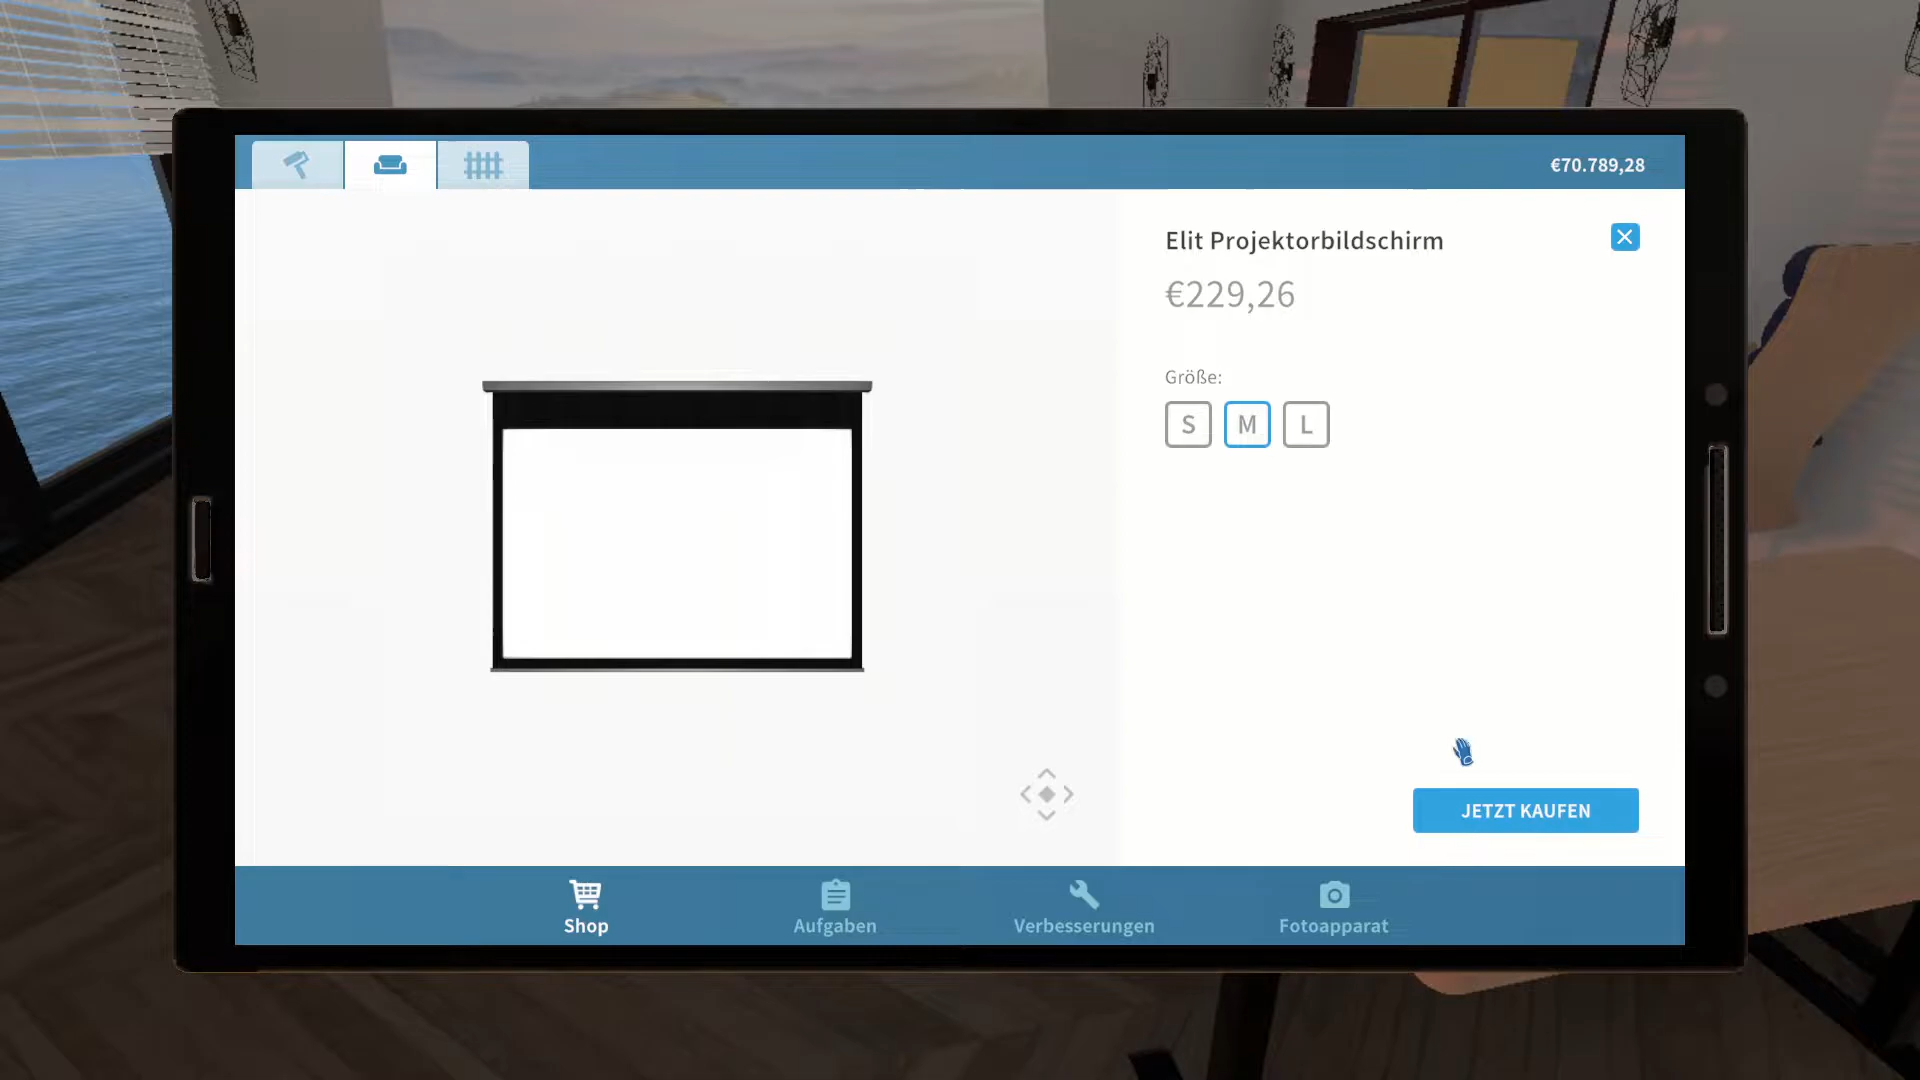 €70.789,28
Elit Projektorbildschirm
€229,26
Größe:
S M L
JETZT KAUFEN
Shop Aufgaben Verbesserungen Fotoapparat